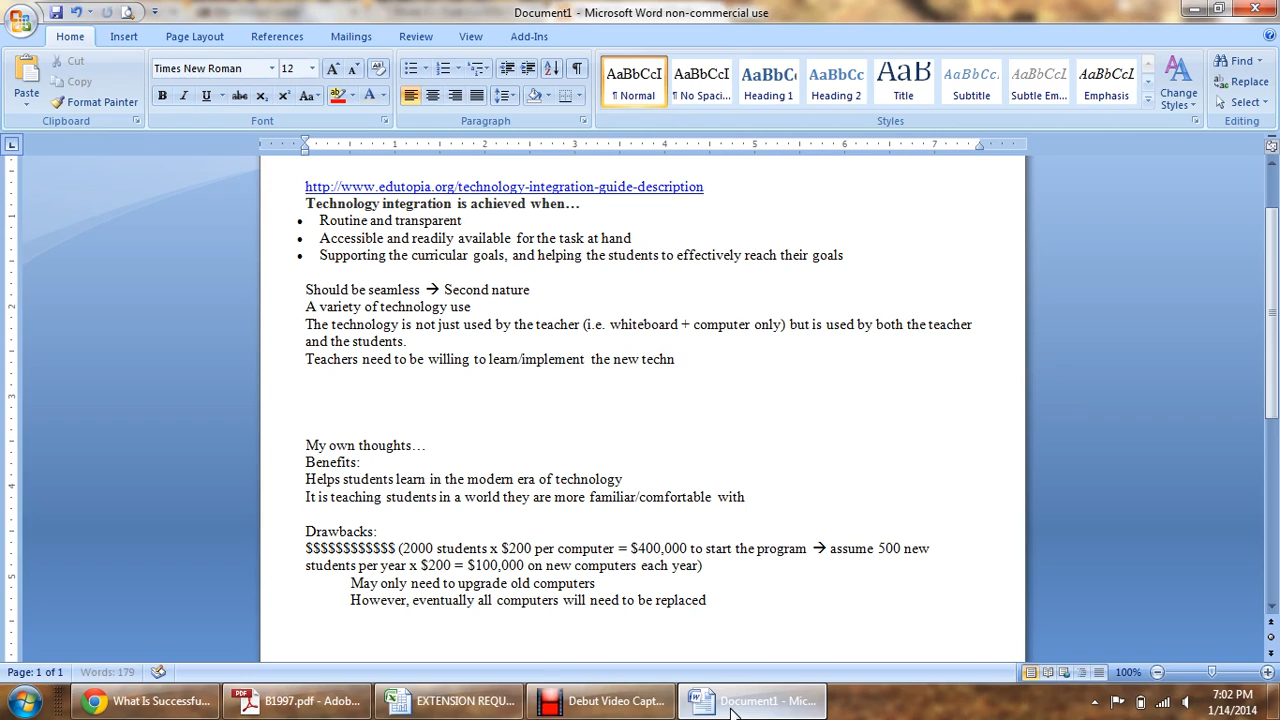 Document1 - Microsoft Word non-commercial use
Home Insert Page Layout References Mailings Review View Add-Ins
Cut
Copy
Format Painter
Paste
Clipboard
Times New Roman 12
Font
Paragraph
AaBbCcI AaBbCcI AaBbCc AaBbCc AaB AaBbCc. AaBbCcI AaBbCcI
¶ Normal ¶ No Spaci... Heading 1 Heading 2 Title Subtitle Subtle Em... Emphasis
Change Styles
Styles
Find
Replace
Select
Editing
1 2 3 4 5 6 7
http://www.edutopia.org/technology-integration-guide-description
Technology integration is achieved when…
• Routine and transparent
• Accessible and readily available for the task at hand
• Supporting the curricular goals, and helping the students to effectively reach their goals
Should be seamless → Second nature
A variety of technology use
The technology is not just used by the teacher (i.e. whiteboard + computer only) but is used by both the teacher
and the students.
Teachers need to be willing to learn/implement the new techn
My own thoughts…
Benefits:
Helps students learn in the modern era of technology
It is teaching students in a world they are more familiar/comfortable with
Drawbacks:
$$$$$$$$$$$$ (2000 students x $200 per computer = $400,000 to start the program → assume 500 new
students per year x $200 = $100,000 on new computers each year)
May only need to upgrade old computers
However, eventually all computers will need to be replaced
Page: 1 of 1 Words: 179 100%
What Is Successfu... B1997.pdf - Adob... EXTENSION REQU... Debut Video Capt... Document1 - Mic...
7:02 PM
1/14/2014